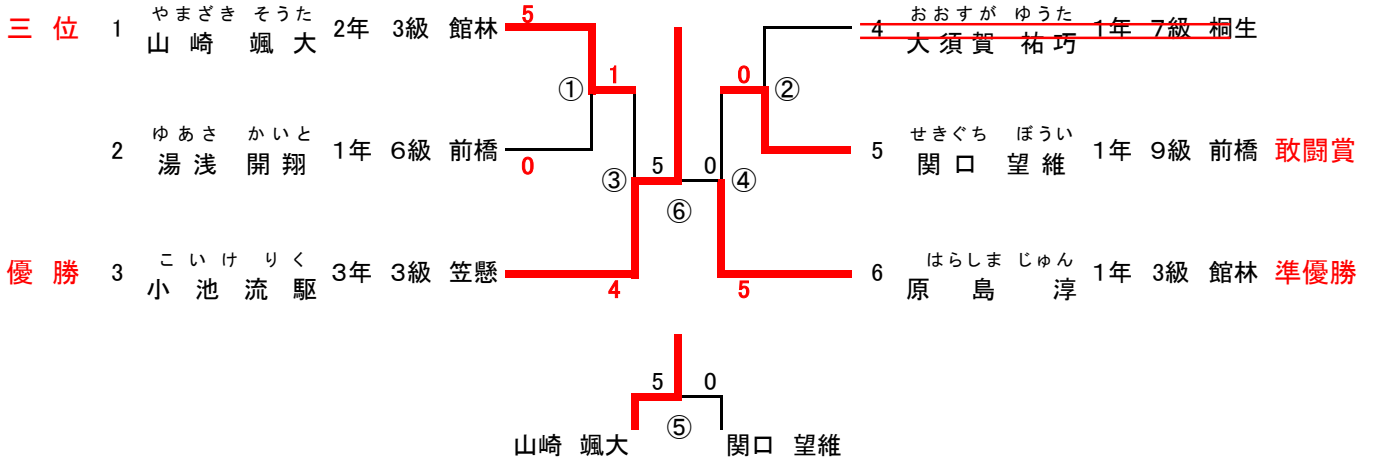 やまざき そうた
三 位 1 山 崎 颯 大 2年 3級 館林 5
おおすが ゆうた
4 大 須 賀 祐 巧 1年 7級 桐生
① 1 0 ②
ゆ あ さ か い と
2 湯 浅 開 翔 1年 6級 前橋 0
せきぐち ぼうい
5 関 口 望 維 1年 9級 前橋 敢闘賞
③ 5 0 ④
⑥
こ い け り く
優 勝 3 小 池 流 駆 3年 3級 笠懸 4
はらしま じゅん
5 6 原 島 淳 1年 3級 館林 準優勝
5 0
⑤
山崎 颯大 関口 望維